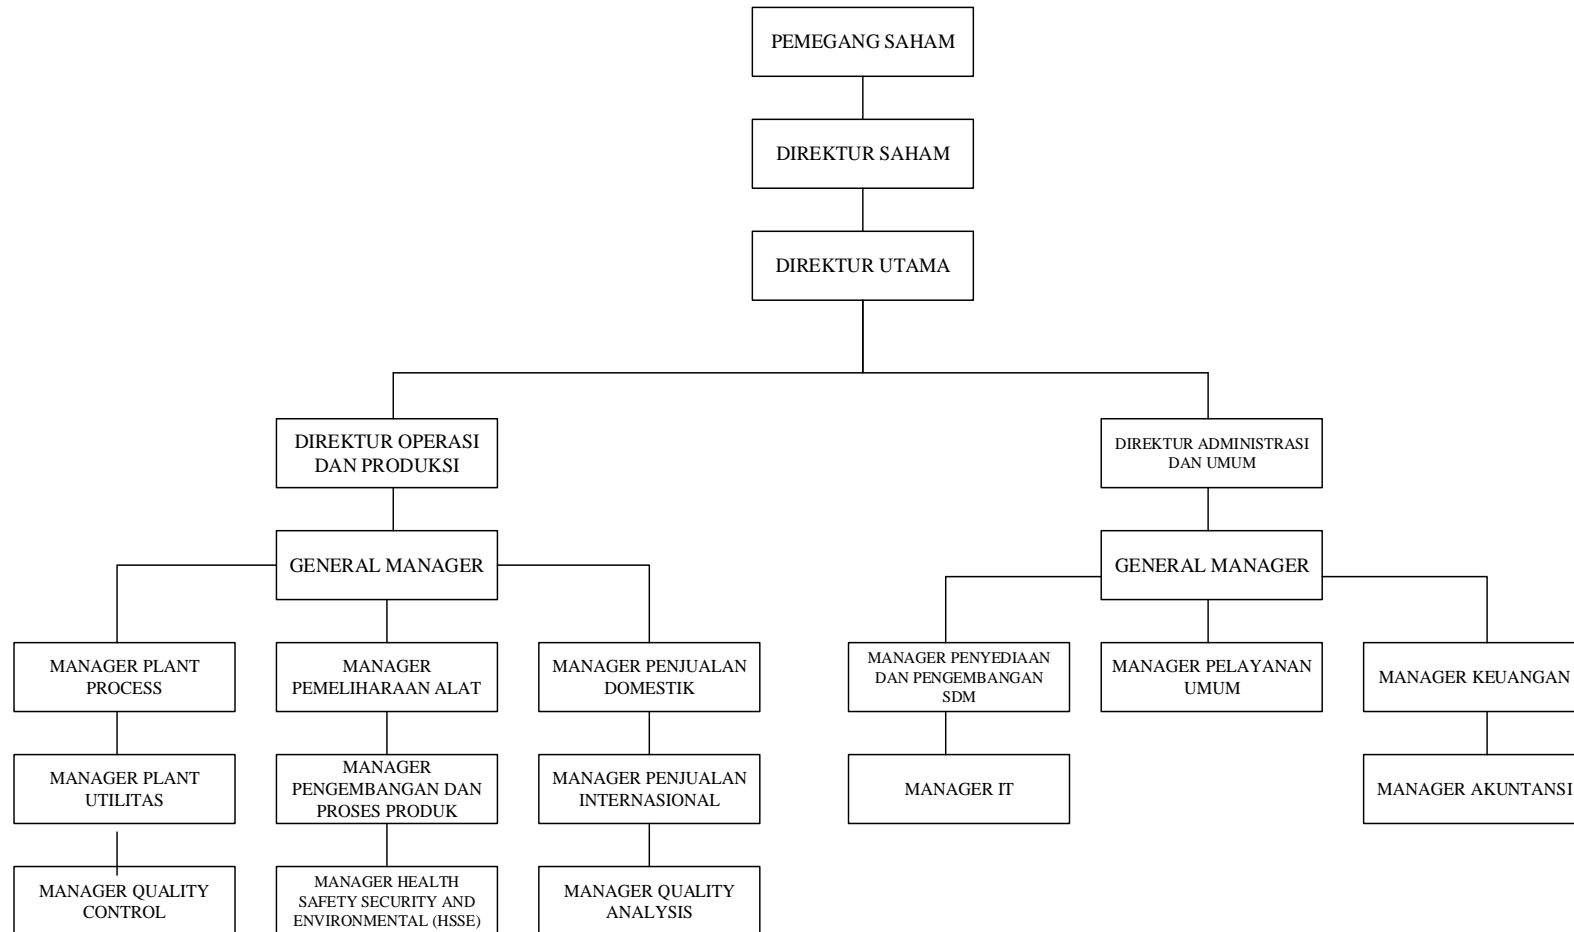 PEMEGANG SAHAM
DIREKTUR SAHAM
DIREKTUR UTAMA
DIREKTUR OPERASI
DAN PRODUKSI
DIREKTUR ADMINISTRASI
DAN UMUM
GENERAL MANAGER
GENERAL MANAGER
MANAGER PLANT
PROCESS
MANAGER
PEMELIHARAAN ALAT
MANAGER PENJUALAN
DOMESTIK
MANAGER PENYEDIAAN
DAN PENGEMBANGAN
SDM
MANAGER PELAYANAN
UMUM
MANAGER KEUANGAN
MANAGER PLANT
UTILITAS
MANAGER
PENGEMBANGAN DAN
PROSES PRODUK
MANAGER PENJUALAN
INTERNASIONAL
MANAGER IT
MANAGER AKUNTANSI
MANAGER QUALITY
CONTROL
MANAGER HEALTH
SAFETY SECURITY AND
ENVIRONMENTAL (HSSE)
MANAGER QUALITY
ANALYSIS